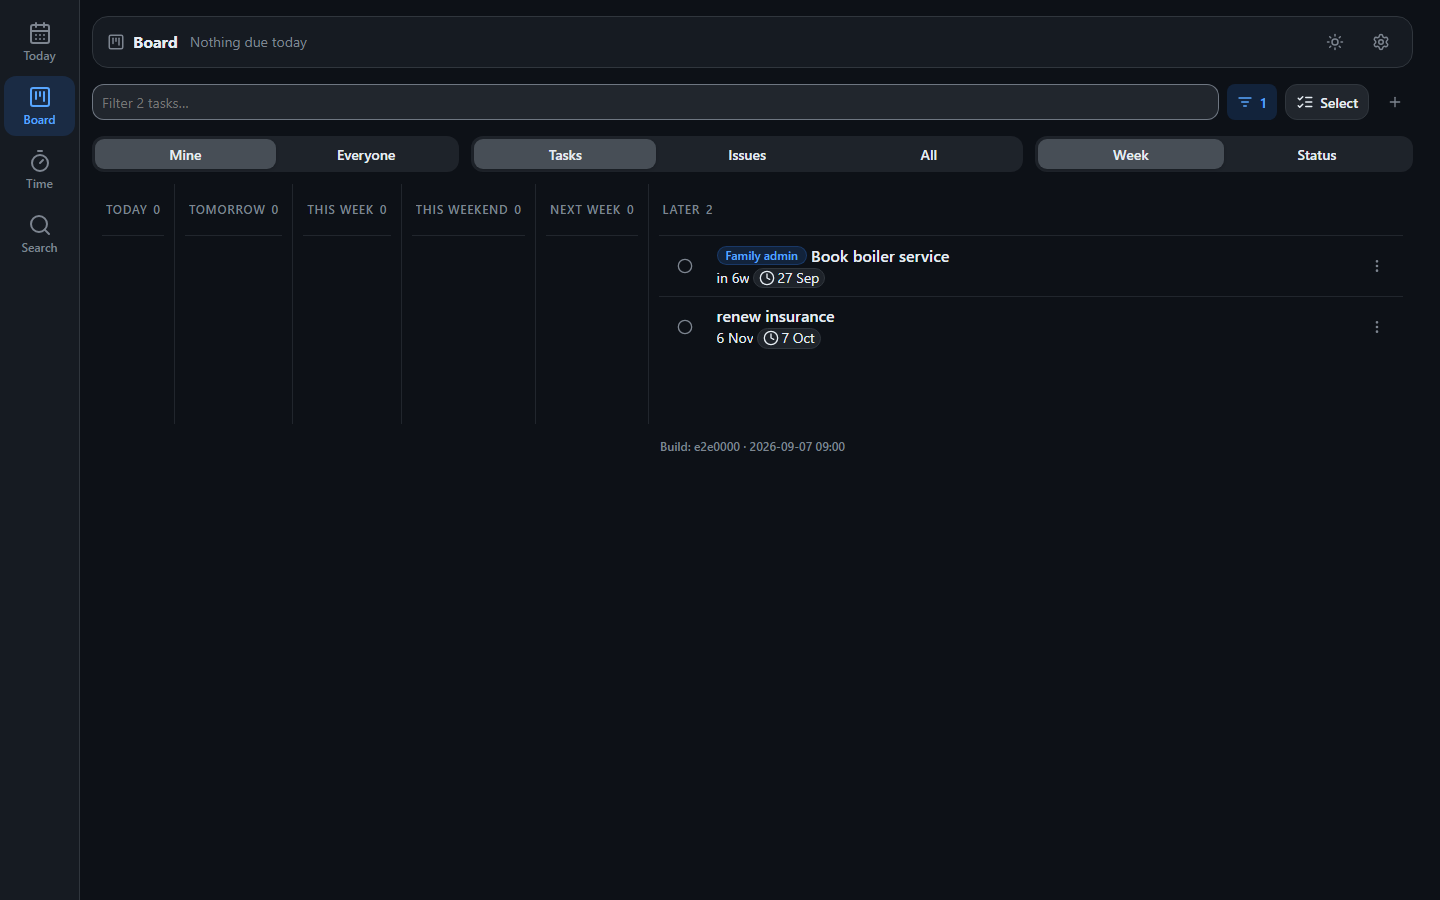 Today
Board
Time
Search
Board Nothing due today
Filter 2 tasks...
1
Select
Mine Everyone
Tasks Issues All
Week Status
TODAY 0
TOMORROW 0
THIS WEEK 0
THIS WEEKEND 0
NEXT WEEK 0
LATER 2
Family admin Book boiler service
in 6w 27 Sep
renew insurance
6 Nov 7 Oct
Build: e2e0000 · 2026-09-07 09:00